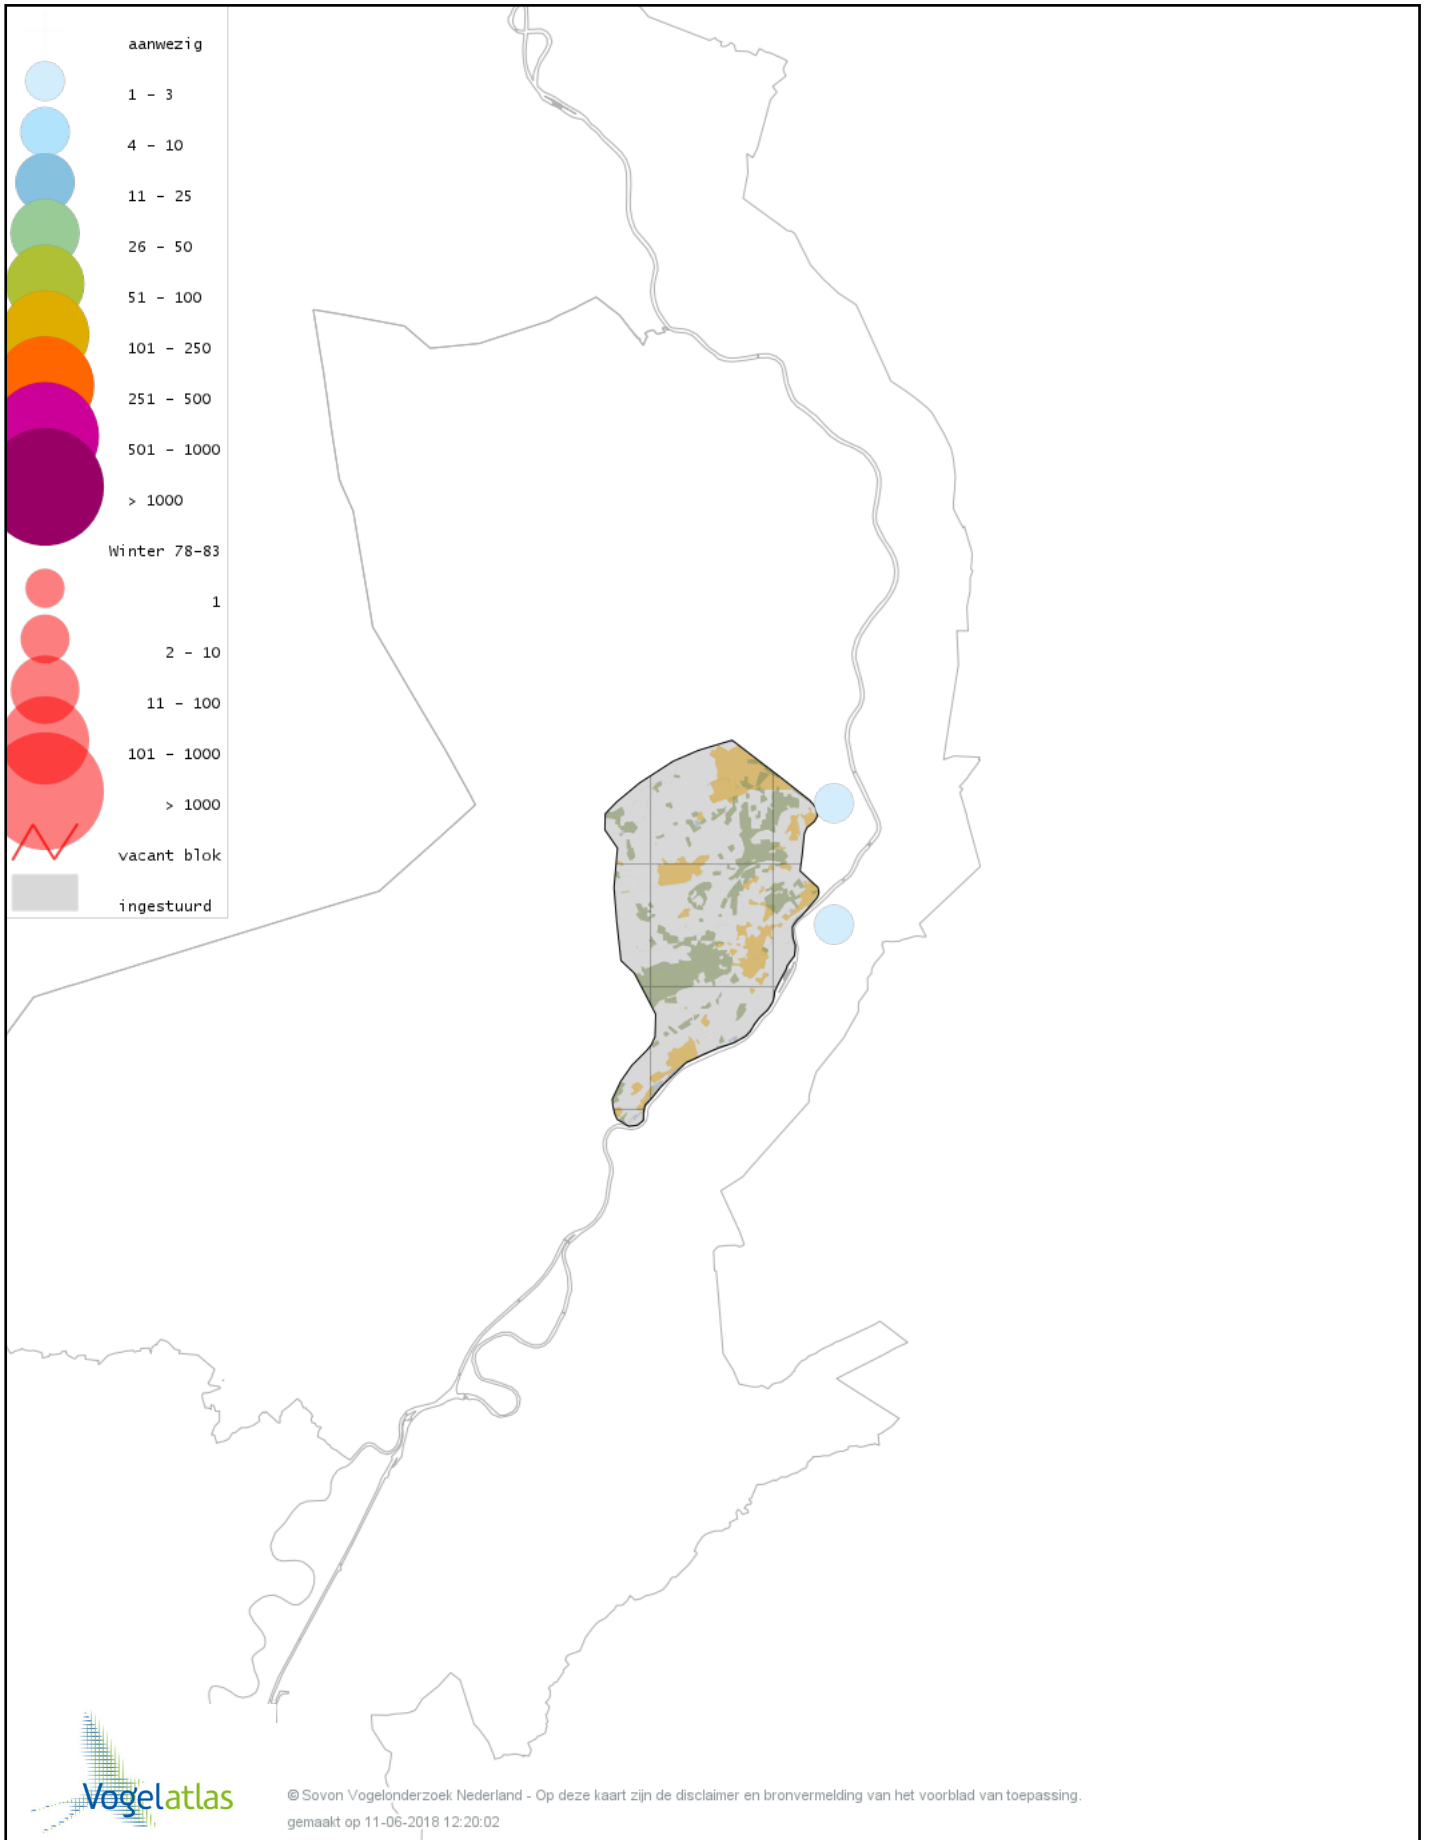 aanwezig
1 - 3
4 - 10
11 - 25
26 - 50
51 - 100
101 - 250
251 - 500
501 - 1000
> 1000
Winter 78-83
1
2 - 10
11 - 100
101 - 1000
> 1000
vacant blok
ingestuurd
Vogelatlas
© Sovon Vogelonderzoek Nederland - Op deze kaart zijn de disclaimer en bronvermelding van het voorblad van toepassing.
gemaakt op 11-06-2018 12:20:02